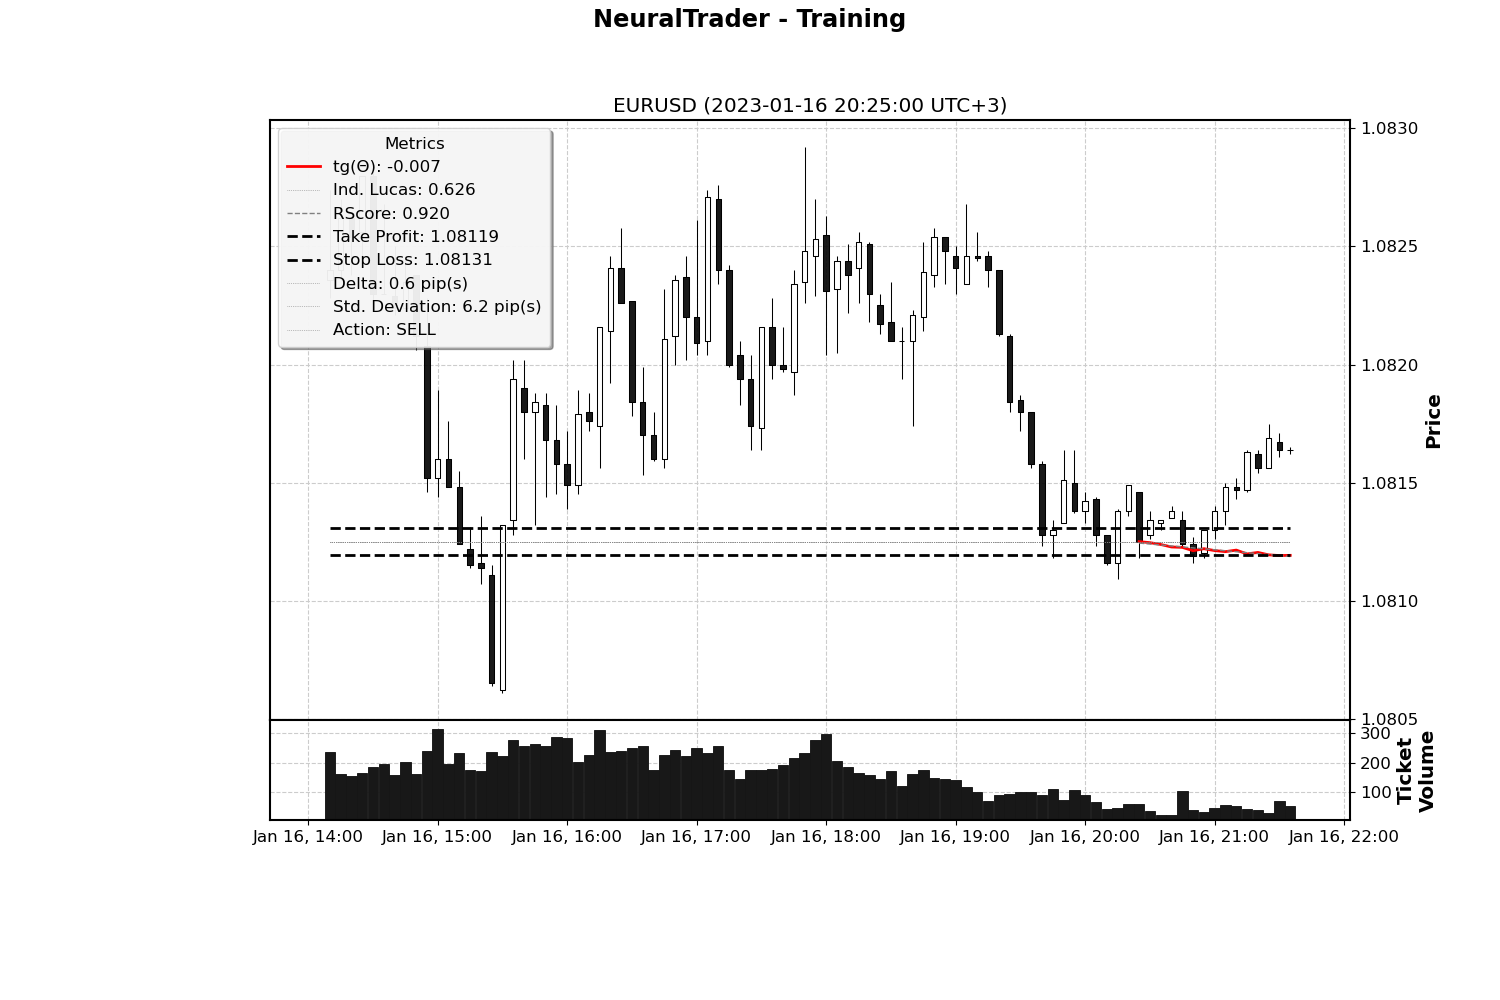 NeuralTrader - Training
EURUSD (2023-01-16 20:25:00 UTC+3)
Metrics
tg(Θ): -0.007
Ind. Lucas: 0.626
RScore: 0.920
Take Profit: 1.08119
Stop Loss: 1.08131
Delta: 0.6 pip(s)
Std. Deviation: 6.2 pip(s)
Action: SELL
1.0830
1.0825
1.0820
1.0815
1.0810
1.0805
Price
300
200
100
Ticket
Volume
Jan 16, 14:00
Jan 16, 15:00
Jan 16, 16:00
Jan 16, 17:00
Jan 16, 18:00
Jan 16, 19:00
Jan 16, 20:00
Jan 16, 21:00
Jan 16, 22:00